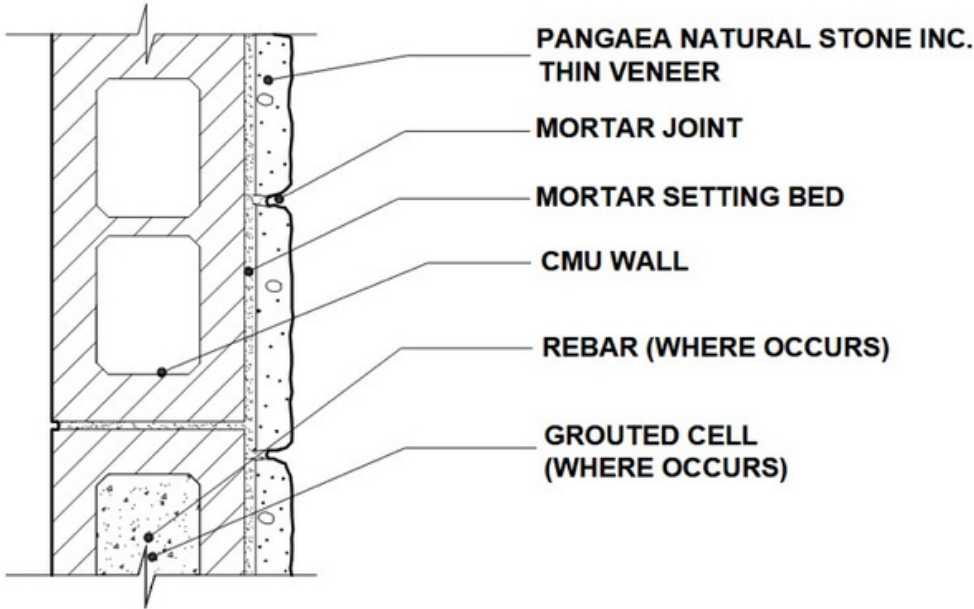 PANGAEA NATURAL STONE INC.
THIN VENEER
MORTAR JOINT
MORTAR SETTING BED
CMU WALL
REBAR (WHERE OCCURS)
GROUTED CELL
(WHERE OCCURS)